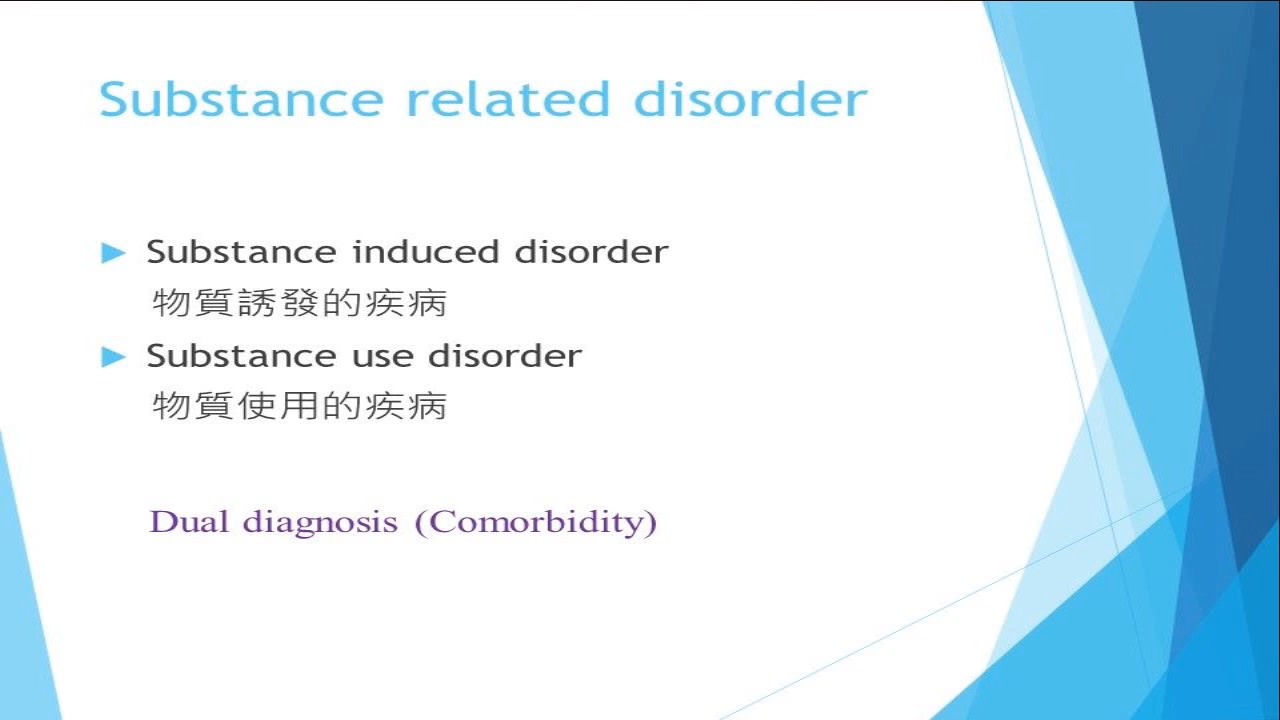 Substance related disorder
Substance induced disorder
物質誘發的疾病
Substance use disorder
物質使用的疾病
Dual diagnosis (Comorbidity)